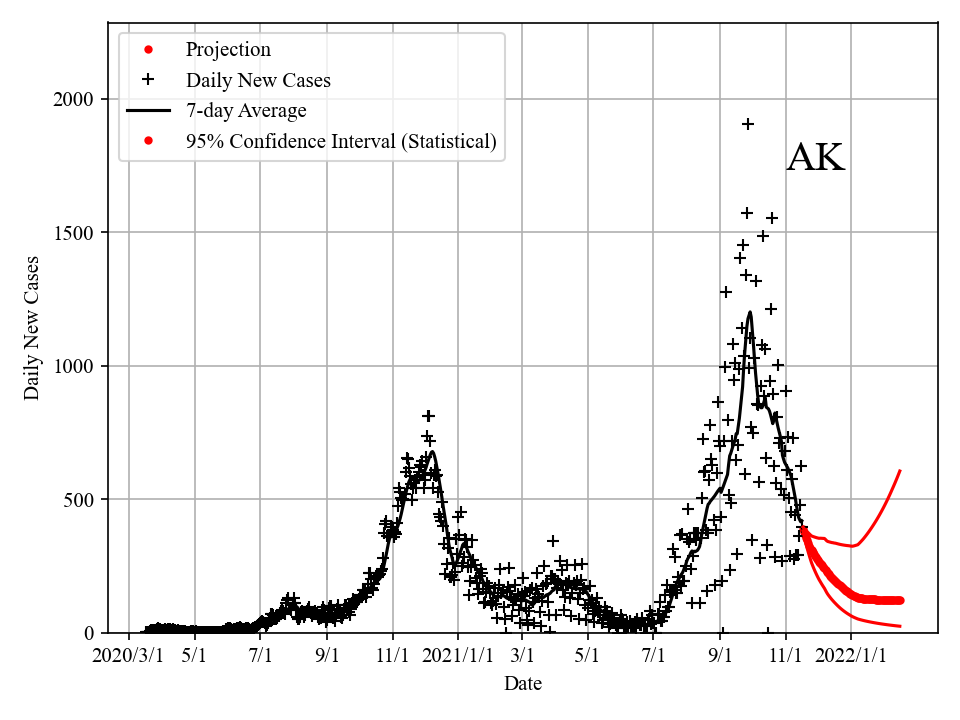 Projection
Daily New Cases
7-day Average
95% Confidence Interval (Statistical)
AK
Daily New Cases
2000
1500
1000
500
0
2020/3/1 5/1 7/1 9/1 11/1 2021/1/1 3/1 5/1 7/1 9/1 11/1 2022/1/1
Date